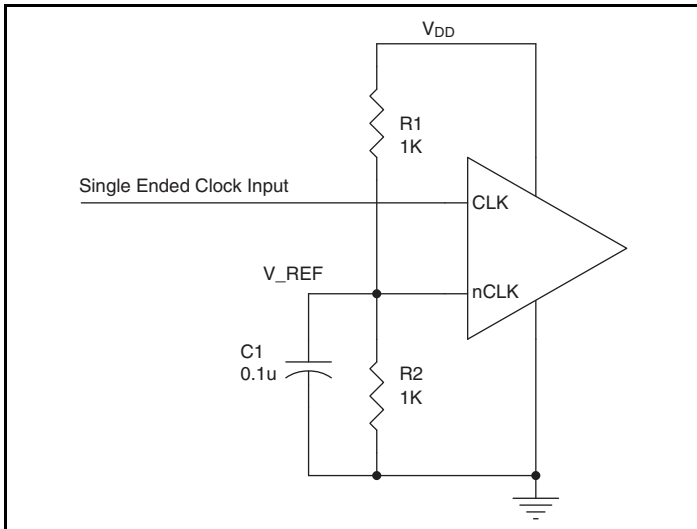 VDD
R1
1K
Single Ended Clock Input
CLK
V_REF
nCLK
C1
0.1u
R2
1K